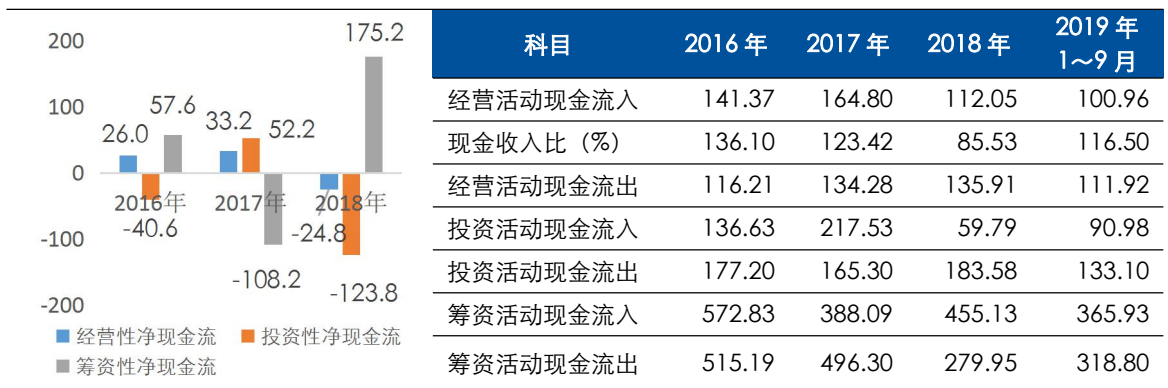 200
100
0
-100
-200
26.0
57.6
33.2
52.2
175.2
2016年
2017年
2018年
-40.6
-108.2
-24.8
-123.8
经营性净现金流 投资性净现金流
筹资性净现金流
科目 2016年 2017年 2018年 2019年 1~9月
经营活动现金流入 141.37 164.80 112.05 100.96
现金收入比（%） 136.10 123.42 85.53 116.50
经营活动现金流出 116.21 134.28 135.91 111.92
投资活动现金流入 136.63 217.53 59.79 90.98
投资活动现金流出 177.20 165.30 183.58 133.10
筹资活动现金流入 572.83 388.09 455.13 365.93
筹资活动现金流出 515.19 496.30 279.95 318.80